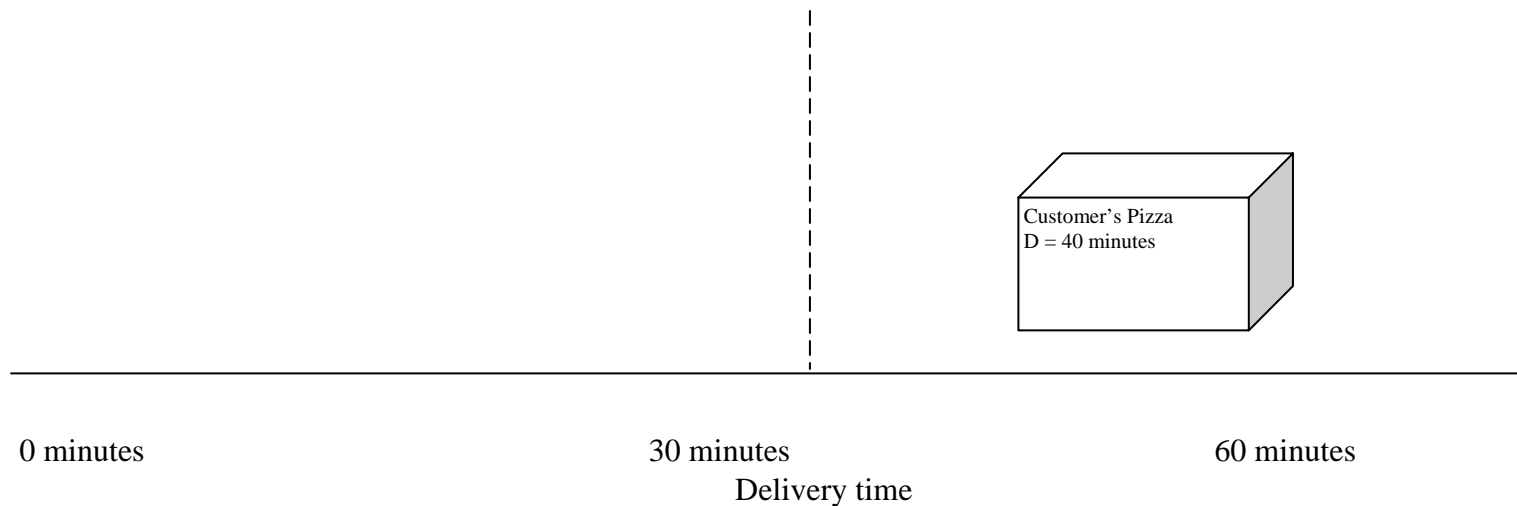 Customer’s Pizza
D = 40 minutes
0 minutes 30 minutes 60 minutes
Delivery time